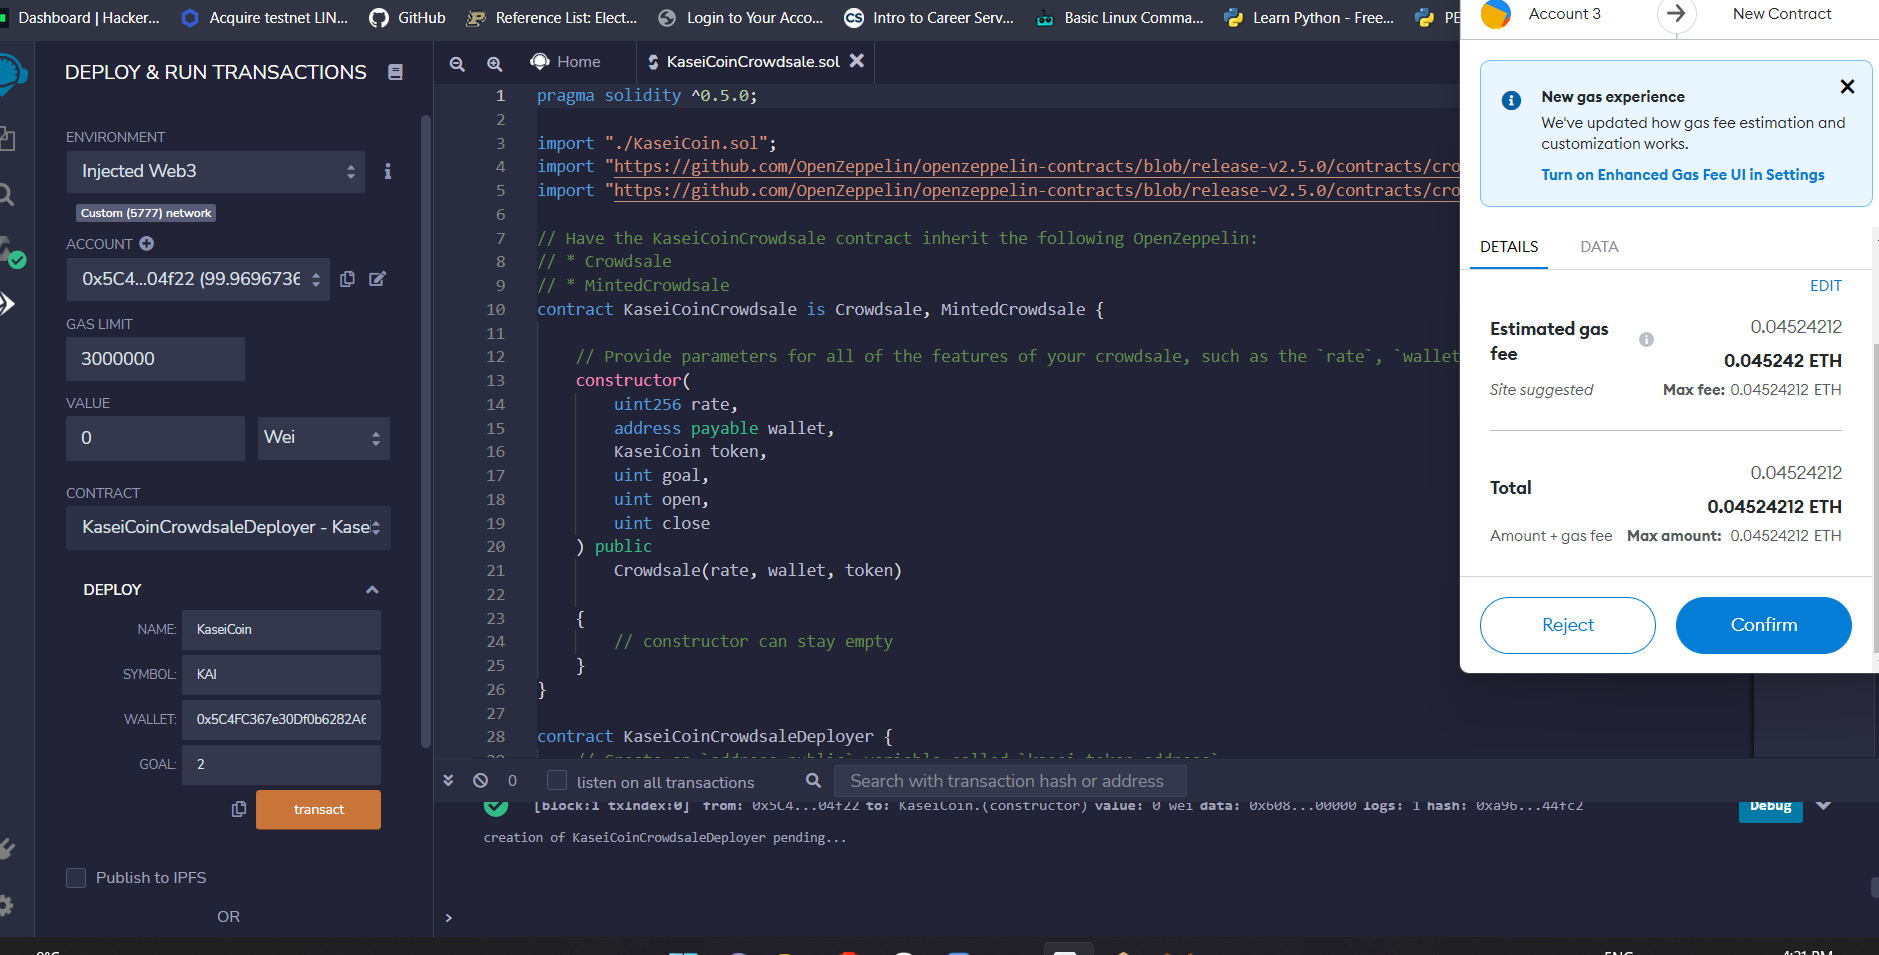 Dashboard | Hacker...
Acquire testnet LIN...
GitHub
Reference List: Elect...
Login to Your Acco...
CS
Intro to Career Serv...
Basic Linux Comma...
Learn Python - Free...
PE
DEPLOY & RUN TRANSACTIONS
ENVIRONMENT
Injected Web3
Custom (5777) network
ACCOUNT
0x5C4...04f22 (99.9696736
GAS LIMIT
3000000
VALUE
0
Wei
CONTRACT
KaseiCoinCrowdsaleDeployer - Kasei
DEPLOY
NAME: KaseiCoin
SYMBOL: KAI
WALLET: 0x5C4FC367e30Df0b6282A6
GOAL: 2
transact
Publish to IPFS
OR
Home
KaseiCoinCrowdsale.sol
1 pragma solidity ^0.5.0;
2
3 import "./KaseiCoin.sol";
4 import "https://github.com/OpenZeppelin/openzeppelin-contracts/blob/release-v2.5.0/contracts/cro
5 import "https://github.com/OpenZeppelin/openzeppelin-contracts/blob/release-v2.5.0/contracts/cro
6
7 // Have the KaseiCoinCrowdsale contract inherit the following OpenZeppelin:
8 // * Crowdsale
9 // * MintedCrowdsale
10 contract KaseiCoinCrowdsale is Crowdsale, MintedCrowdsale {
11
12 // Provide parameters for all of the features of your crowdsale, such as the `rate`, `wallet
13 constructor(
14 uint256 rate,
15 address payable wallet,
16 KaseiCoin token,
17 uint goal,
18 uint open,
19 uint close
20 ) public
21 Crowdsale(rate, wallet, token)
22
23 {
24 // constructor can stay empty
25 }
26 }
27
28 contract KaseiCoinCrowdsaleDeployer {
0
listen on all transactions
Search with transaction hash or address
[block:1 txIndex:0] from: 0x5C4...04f22 to: KaseiCoin.(constructor) value: 0 wei data: 0x608...00000 logs: 1 hash: 0xa96...44fc2
Debug
creation of KaseiCoinCrowdsaleDeployer pending...
>
Account 3
New Contract
New gas experience
We've updated how gas fee estimation and
customization works.
Turn on Enhanced Gas Fee UI in Settings
DETAILS
DATA
EDIT
Estimated gas
fee
0.04524212
0.045242 ETH
Site suggested
Max fee: 0.04524212 ETH
Total
0.04524212
0.04524212 ETH
Amount + gas fee
Max amount: 0.04524212 ETH
Reject
Confirm